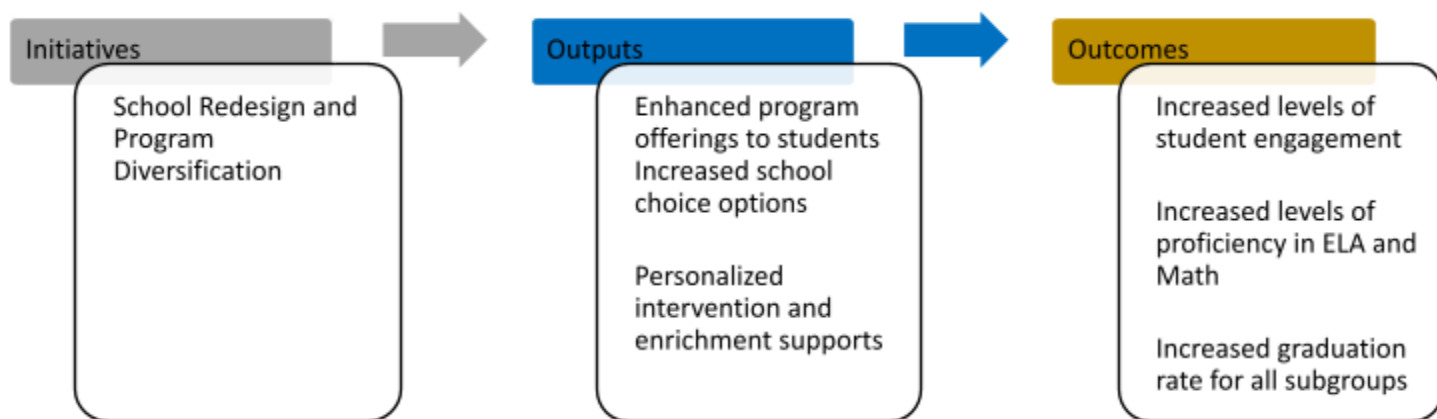 Initiatives
School Redesign and
Program
Diversification
Outputs
Enhanced program
offerings to students
Increased school
choice options
Personalized
intervention and
enrichment supports
Outcomes
Increased levels of
student engagement
Increased levels of
proficiency in ELA and
Math
Increased graduation
rate for all subgroups